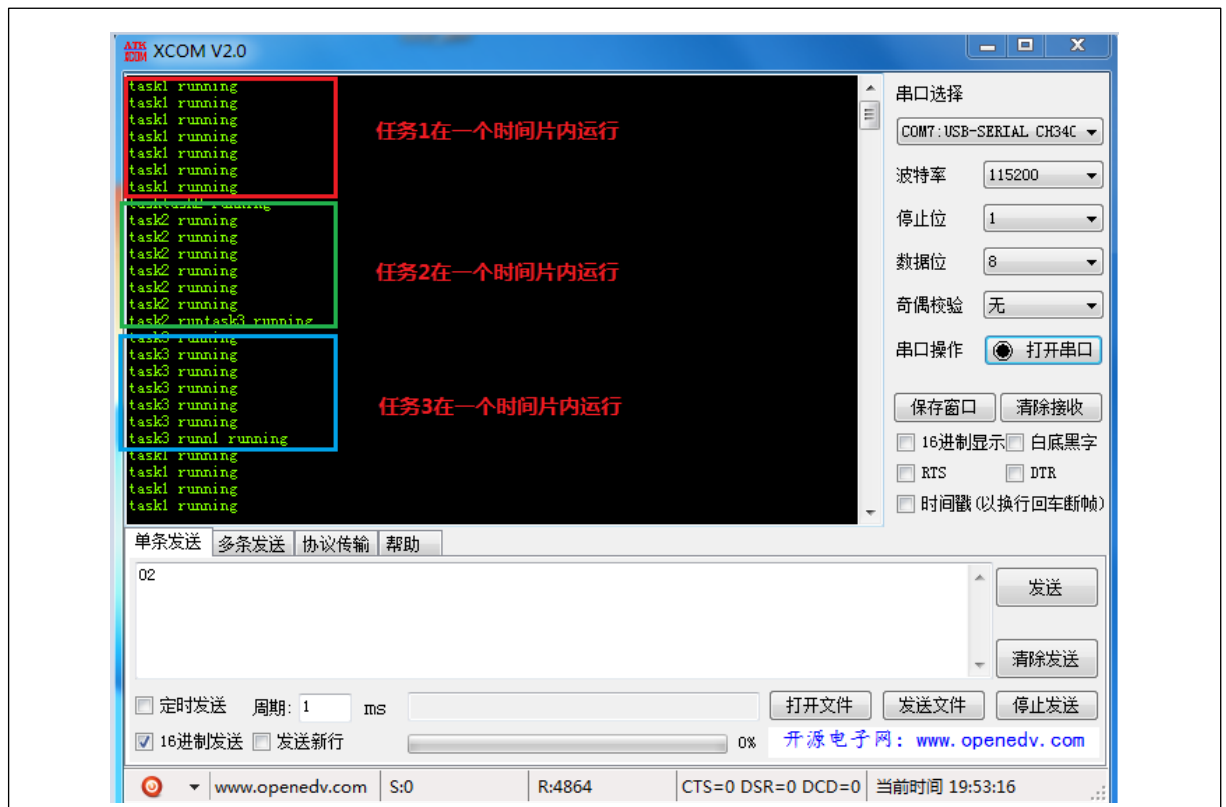 ATK XCOM XCOM V2.0
task1 running
task1 running
task1 running
task1 running
task1 running
task1 running
task1 running
tasktask2 running
task2 running
task2 running
task2 running
task2 running
task2 running
task2 running
task2 runtask3 running
task3 running
task3 running
task3 running
task3 running
task3 running
task3 running
task3 runn1 running
task1 running
task1 running
task1 running
task1 running
任务1在一个时间片内运行
任务2在一个时间片内运行
任务3在一个时间片内运行
串口选择
COM7:USB-SERIAL CH34C
波特率 115200
停止位 1
数据位 8
奇偶校验 无
串口操作 打开串口
保存窗口 清除接收
16进制显示 白底黑字
RTS DTR
时间戳(以换行回车断帧)
单条发送 多条发送 协议传输 帮助
02
发送
清除发送
定时发送 周期: 1 ms 打开文件 发送文件 停止发送
16进制发送 发送新行 0% 开源电子网: www.openedv.com
www.openedv.com S:0 R:4864 CTS=0 DSR=0 DCD=0 当前时间 19:53:16